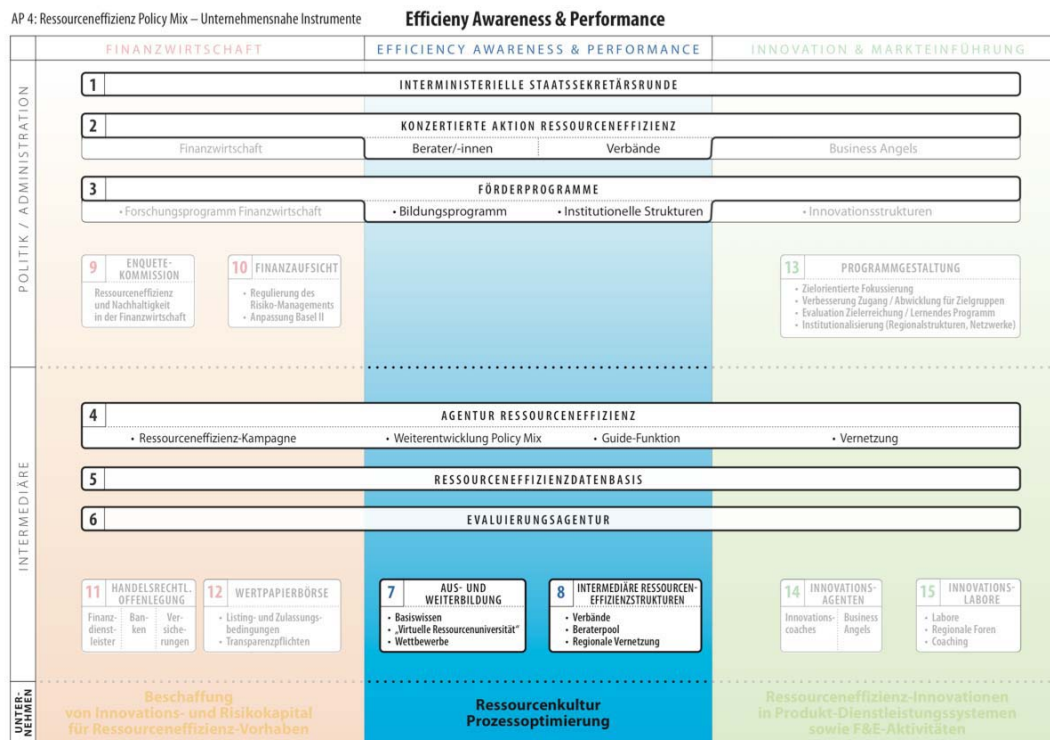 AP 4: Ressourceneffizienz Policy Mix – Unternehmensnahe Instrumente
Efficieny Awareness & Performance
FINANZWIRTSCHAFT
EFFICIENCY AWARENESS & PERFORMANCE
INNOVATION & MARKTEINFÜHRUNG
POLITIK / ADMINISTRATION
1 INTERMINISTERIELLE STAATSSEKRETÄRSRUNDE
2 KONZERTIERTE AKTION RESSOURCENEFFIZIENZ
Finanzwirtschaft
Berater/-innen
Verbände
Business Angels
3 FÖRDERPROGRAMME
• Forschungsprogramm Finanzwirtschaft
• Bildungsprogramm
• Institutionelle Strukturen
• Innovationsstrukturen
9 ENQUETE-
KOMMISSION
Ressourceneffizienz
und Nachhaltigkeit
in der Finanzwirtschaft
10 FINANZAUFSICHT
• Regulierung des
Risiko-Managements
• Anpassung Basel II
13 PROGRAMMGESTALTUNG
• Zielorientierte Fokussierung
• Verbesserung Zugang / Abwicklung für Zielgruppen
• Evaluation Zielerreichung / Lernendes Programm
• Institutionalisierung (Regionalstrukturen, Netzwerke)
INTERMEDIÄRE
4 AGENTUR RESSOURCENEFFIZIENZ
• Ressourceneffizienz-Kampagne
• Weiterentwicklung Policy Mix
• Guide-Funktion
• Vernetzung
5 RESSOURCENEFFIZIENZDATENBASIS
6 EVALUIERUNGSAGENTUR
11 HANDELSRECHTL.
OFFENLEGUNG
Finanz-
dienst-
leister
Ban-
ken
Ver-
siche-
rungen
12 WERTPAPIERBÖRSE
• Listing- und Zulassungs-
bedingungen
• Transparenzpflichten
7 AUS- UND
WEITERBILDUNG
• Basiswissen
• „Virtuelle Ressourcenuniversität“
• Wettbewerbe
8 INTERMEDIÄRE RESSOURCEN-
EFFIZIENZSTRUKTUREN
• Verbände
• Beraterpool
• Regionale Vernetzung
14 INNOVATIONS-
AGENTEN
Innovations-
coaches
Business
Angels
15 INNOVATIONS-
LABORE
• Labore
• Regionale Foren
• Coaching
UNTER-
NEHMEN
Beschaffung
von Innovations- und Risikokapital
für Ressourceneffizienz-Vorhaben
Ressourcenkultur
Prozessoptimierung
Ressourceneffizienz-Innovationen
in Produkt-Dienstleistungssystemen
sowie F&E-Aktivitäten